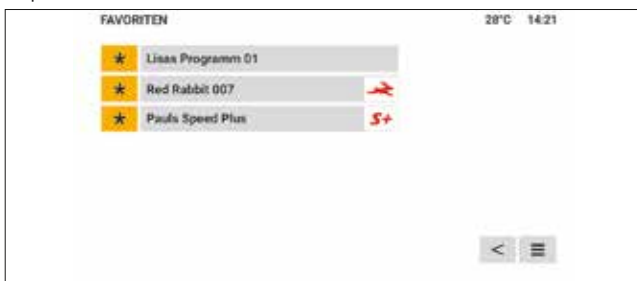 FAVORITEN 28°C 14:21
Lisas Programm 01
Red Rabbit 007
Pauls Speed Plus S+